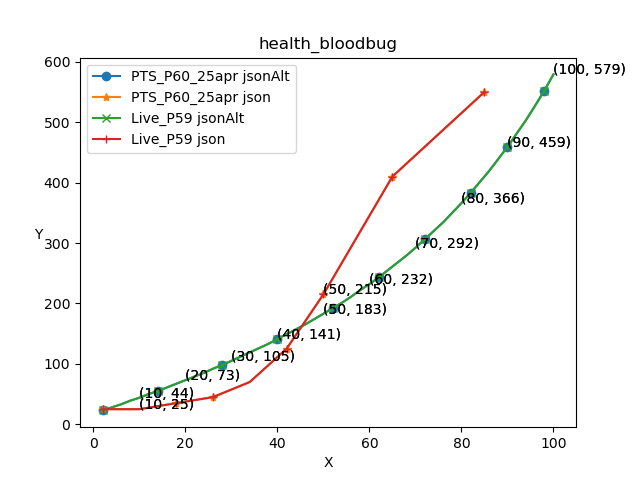 health_bloodbug
PTS_P60_25apr jsonAlt
PTS_P60_25apr json
Live_P59 jsonAlt
Live_P59 json
600
500
400
300
200
100
0
Y
(100, 579)
(90, 459)
(80, 366)
(70, 292)
(60, 232)
(50, 215)
(50, 183)
(40, 141)
(30, 105)
(20, 73)
(10, 44)
(10, 25)
0 20 40 60 80 100
X